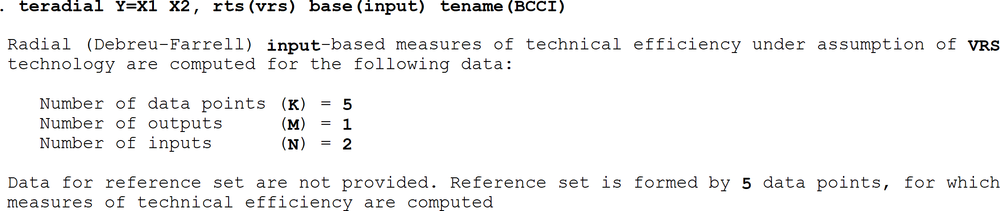 . teradial Y=X1 X2, rts(vrs) base(input) tename(BCCI)
Radial (Debreu-Farrell) input-based measures of technical efficiency under assumption of VRS
technology are computed for the following data:
Number of data points (K) = 5
Number of outputs (M) = 1
Number of inputs (N) = 2
Data for reference set are not provided. Reference set is formed by 5 data points, for which
measures of technical efficiency are computed